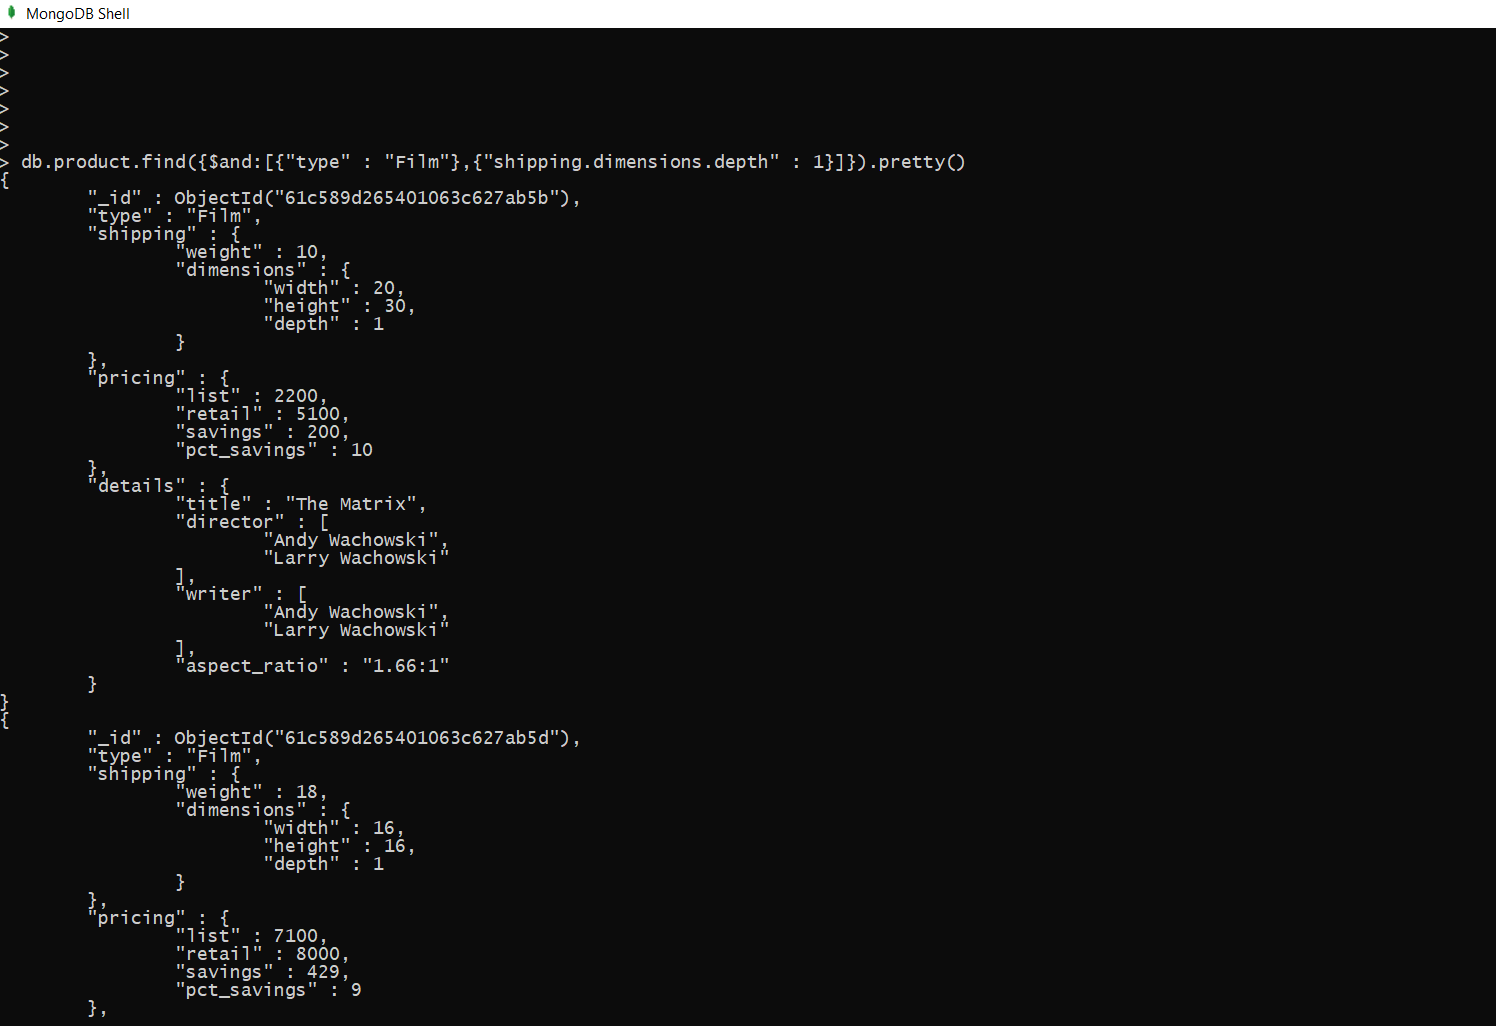 MongoDB Shell
>
>
>
>
>
>
>
> db.product.find({$and:[{"type" : "Film"},{"shipping.dimensions.depth" : 1}]}).pretty()
{
        "_id" : ObjectId("61c589d265401063c627ab5b"),
        "type" : "Film",
        "shipping" : {
                "weight" : 10,
                "dimensions" : {
                        "width" : 20,
                        "height" : 30,
                        "depth" : 1
                }
        },
        "pricing" : {
                "list" : 2200,
                "retail" : 5100,
                "savings" : 200,
                "pct_savings" : 10
        },
        "details" : {
                "title" : "The Matrix",
                "director" : [
                        "Andy Wachowski",
                        "Larry Wachowski"
                ],
                "writer" : [
                        "Andy Wachowski",
                        "Larry Wachowski"
                ],
                "aspect_ratio" : "1.66:1"
        }
}
{
        "_id" : ObjectId("61c589d265401063c627ab5d"),
        "type" : "Film",
        "shipping" : {
                "weight" : 18,
                "dimensions" : {
                        "width" : 16,
                        "height" : 16,
                        "depth" : 1
                }
        },
        "pricing" : {
                "list" : 7100,
                "retail" : 8000,
                "savings" : 429,
                "pct_savings" : 9
        },